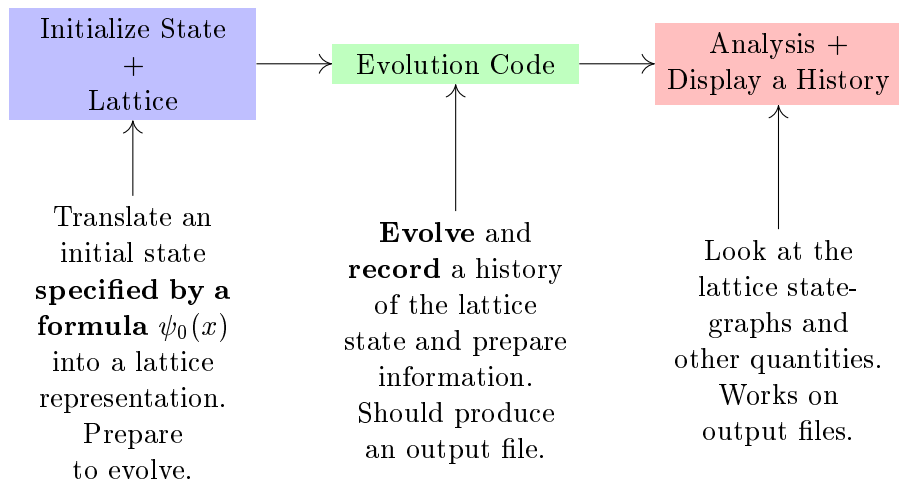 Initialize State
+
Lattice
Evolution Code
Analysis +
Display a History
Translate an
initial state
specified by a
formula ψ₀(x)
into a lattice
representation.
Prepare
to evolve.
Evolve and
record a history
of the lattice
state and prepare
information.
Should produce
an output file.
Look at the
lattice state-
graphs and
other quantities.
Works on
output files.